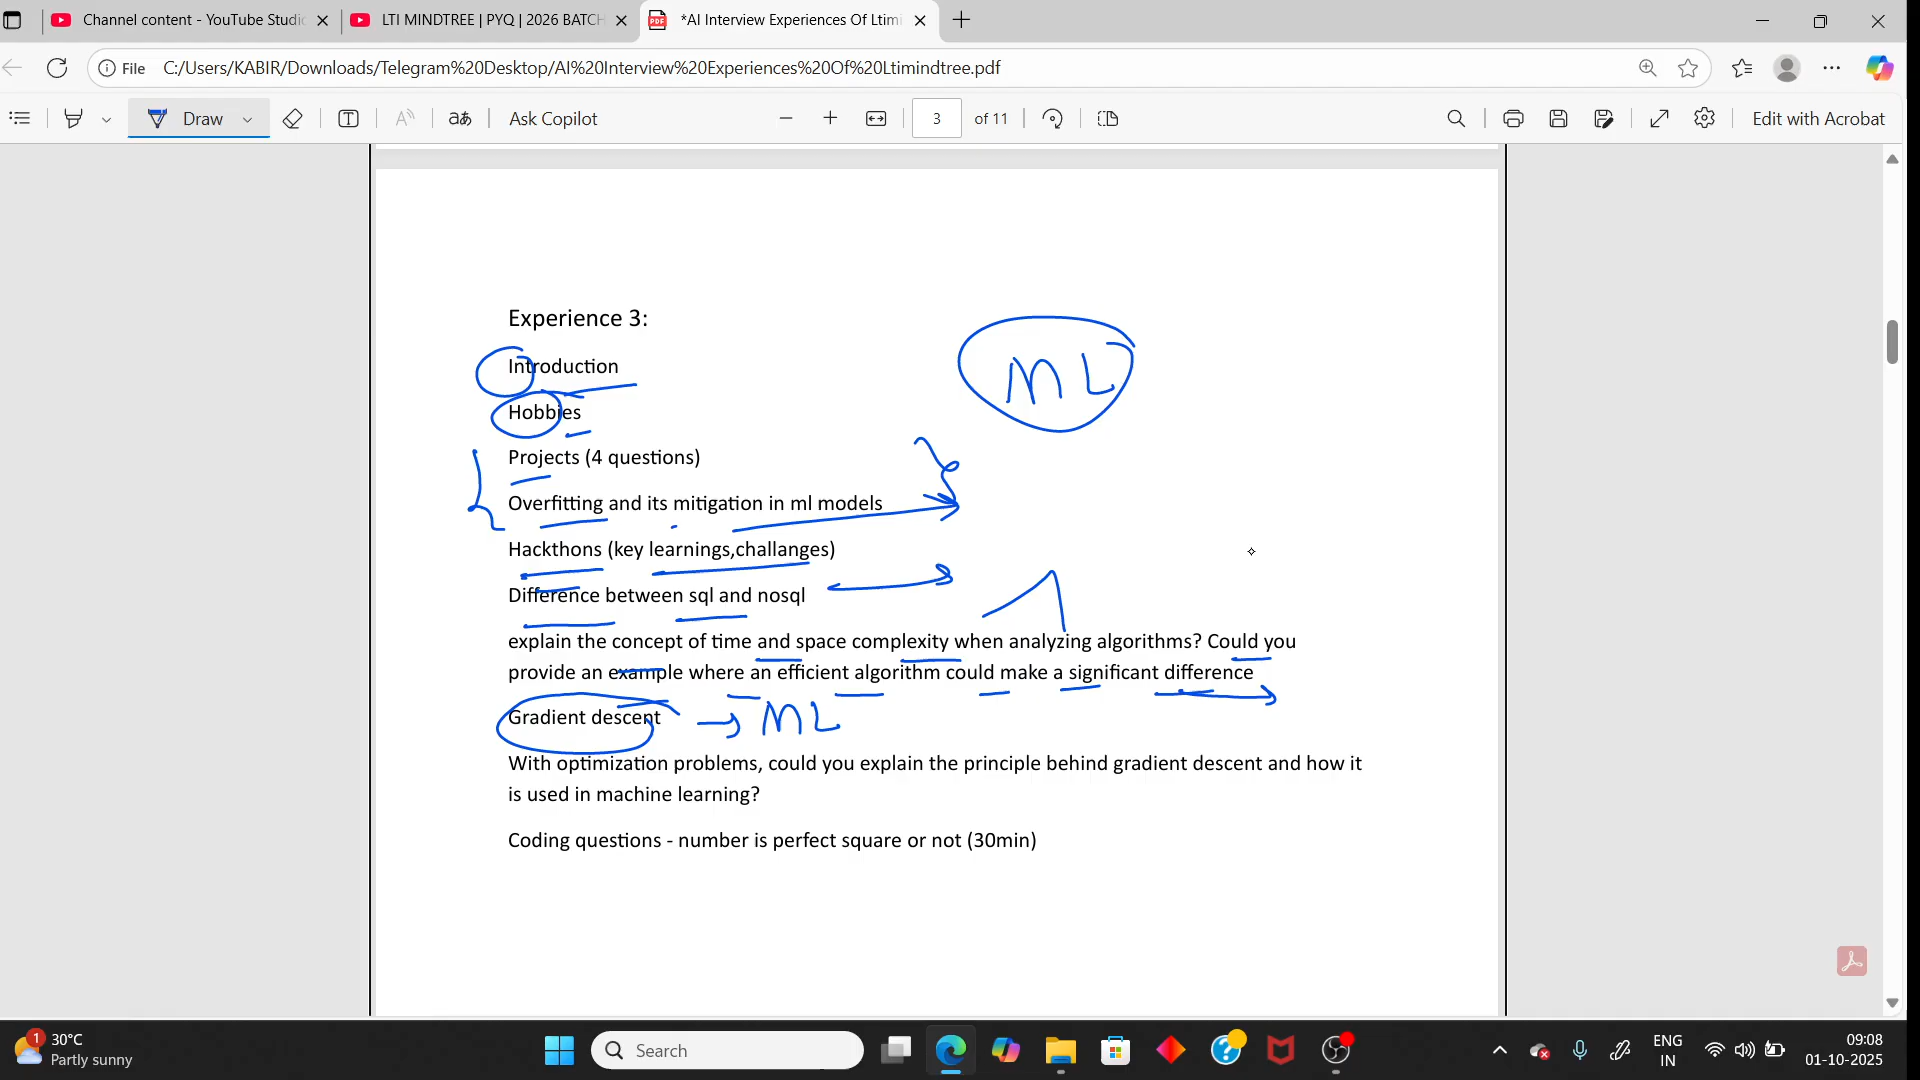 Channel content - YouTube Studi
LTI MINDTREE | PYQ | 2026 BATCH
*AI Interview Experiences Of Ltimi
File
C:/Users/KABIR/Downloads/Telegram%20Desktop/AI%20Interview%20Experiences%20Of%20Ltimindtree.pdf
Draw
aあ
Ask Copilot
3
of 11
Edit with Acrobat
Experience 3:
Introduction
ML
Hobbies
Projects (4 questions)
Overfitting and its mitigation in ml models
Hackthons (key learnings,challanges)
Difference between sql and nosql
explain the concept of time and space complexity when analyzing algorithms? Could you
provide an example where an efficient algorithm could make a significant difference
Gradient descent
ML
With optimization problems, could you explain the principle behind gradient descent and how it
is used in machine learning?
Coding questions - number is perfect square or not (30min)
1
30°C
Partly sunny
Search
ENG
IN
09:08
01-10-2025